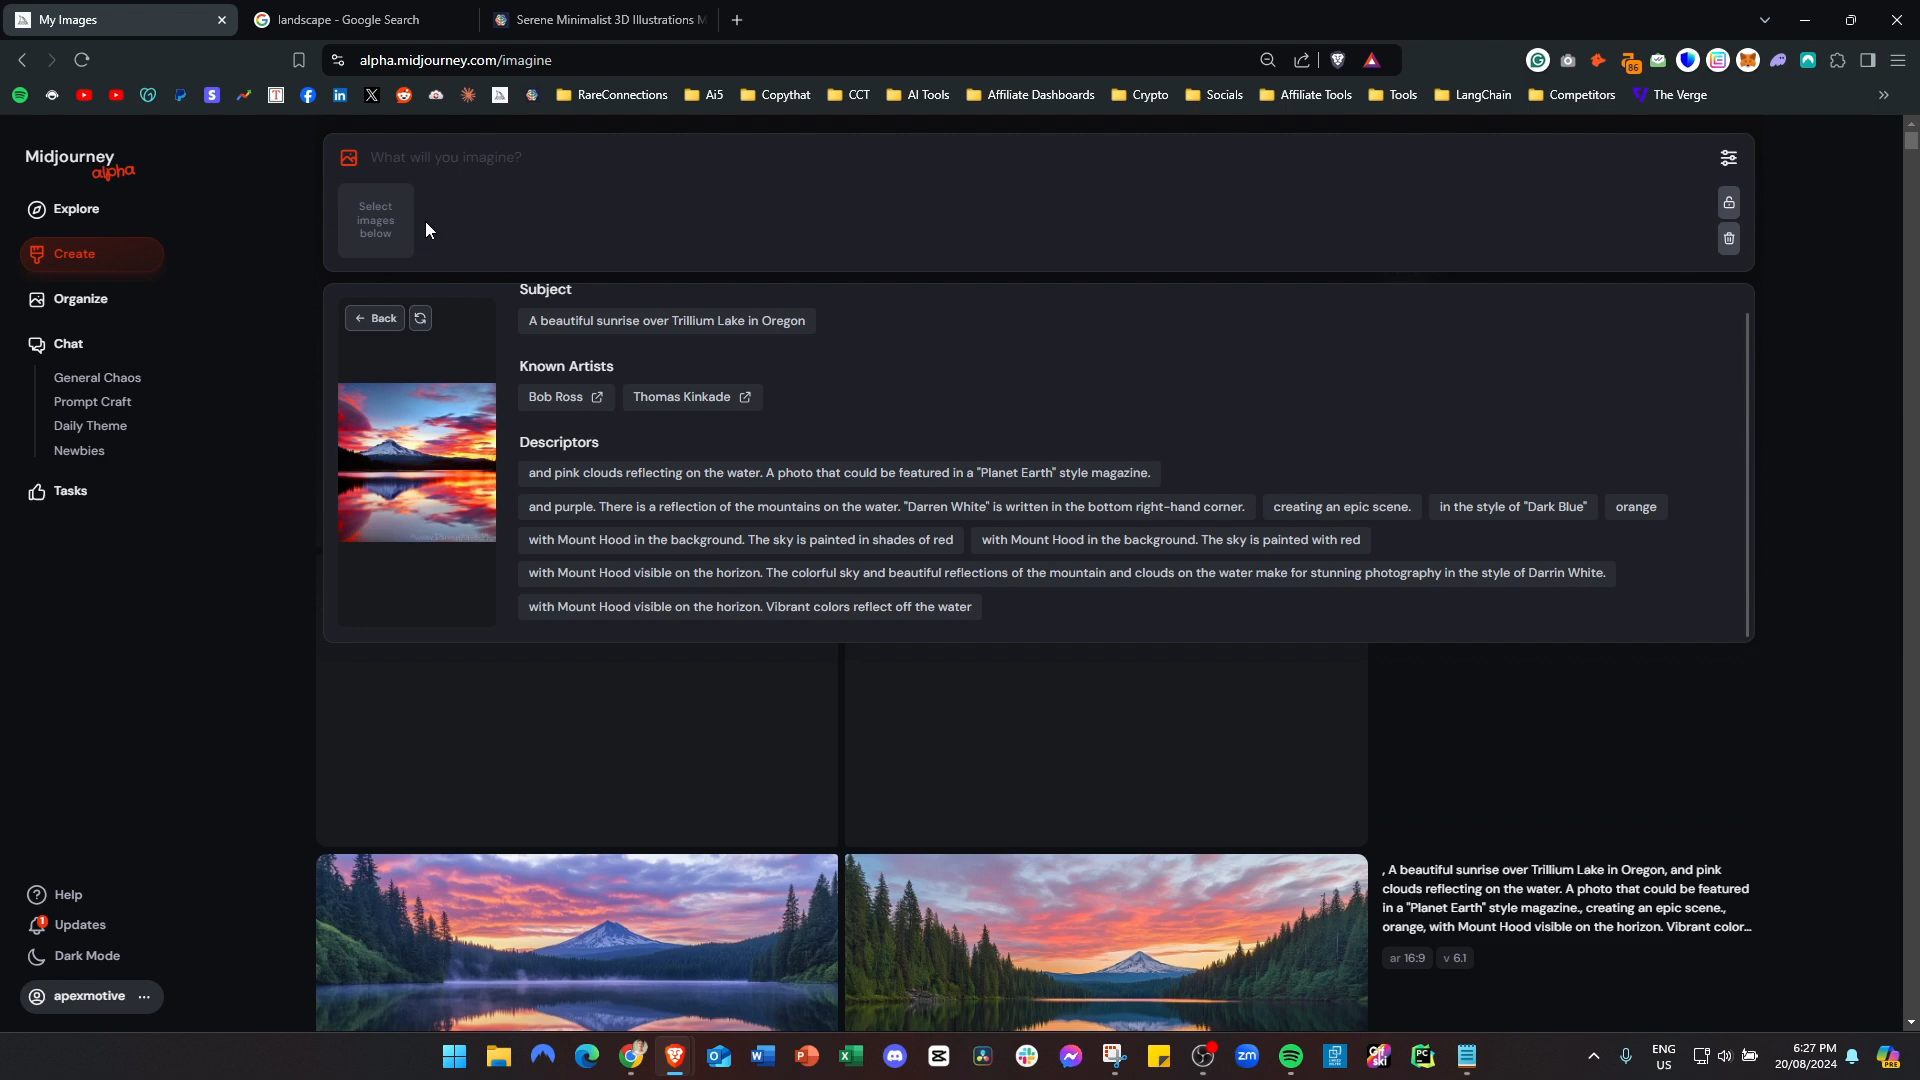 My Images
landscape - Google Search
Serene Minimalist 3D Illustrations M
alpha.midjourney.com/imagine
86
RareConnections
Ai5
Copythat
CCT
AI Tools
Affiliate Dashboards
Crypto
Socials
Affiliate Tools
Tools
LangChain
Competitors
The Verge
Midjourney
alpha
What will you imagine?
Explore
Select
images
below
Create
Organize
Subject
Back
A beautiful sunrise over Trillium Lake in Oregon
Chat
Known Artists
General Chaos
Bob Ross
Thomas Kinkade
Prompt Craft
Daily Theme
Descriptors
Newbies
and pink clouds reflecting on the water. A photo that could be featured in a "Planet Earth" style magazine.
Tasks
and purple. There is a reflection of the mountains on the water. "Darren White" is written in the bottom right-hand corner.
creating an epic scene.
in the style of "Dark Blue"
orange
with Mount Hood in the background. The sky is painted in shades of red
with Mount Hood in the background. The sky is painted with red
with Mount Hood visible on the horizon. The colorful sky and beautiful reflections of the mountain and clouds on the water make for stunning photography in the style of Darrin White.
with Mount Hood visible on the horizon. Vibrant colors reflect off the water
, A beautiful sunrise over Trillium Lake in Oregon, and pink
clouds reflecting on the water. A photo that could be featured
in a "Planet Earth" style magazine., creating an epic scene.,
orange, with Mount Hood visible on the horizon. Vibrant color...
ar 16:9
v 6.1
Help
1
Updates
Dark Mode
apexmotive
ENG
US
6:27 PM
20/08/2024